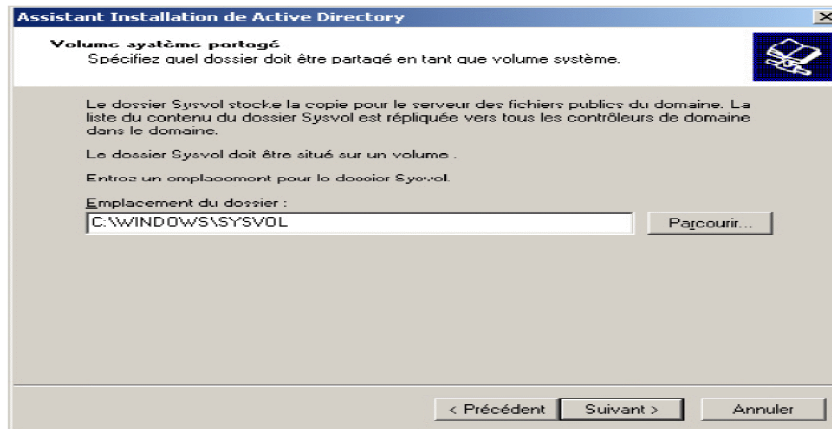 Assistant Installation de Active Directory
Volume système partagé
Spécifiez quel dossier doit être partagé en tant que volume système.
Le dossier Sysvol stocke la copie pour le serveur des fichiers publics du domaine. La
liste du contenu du dossier Sysvol est répliquée vers tous les contrôleurs de domaine
dans le domaine.
Le dossier Sysvol doit être situé sur un volume .
Entrez un emplacement pour le dossier Sysvol.
Emplacement du dossier :
C:\WINDOWS\SYSVOL
Parcourir...
< Précédent
Suivant >
Annuler